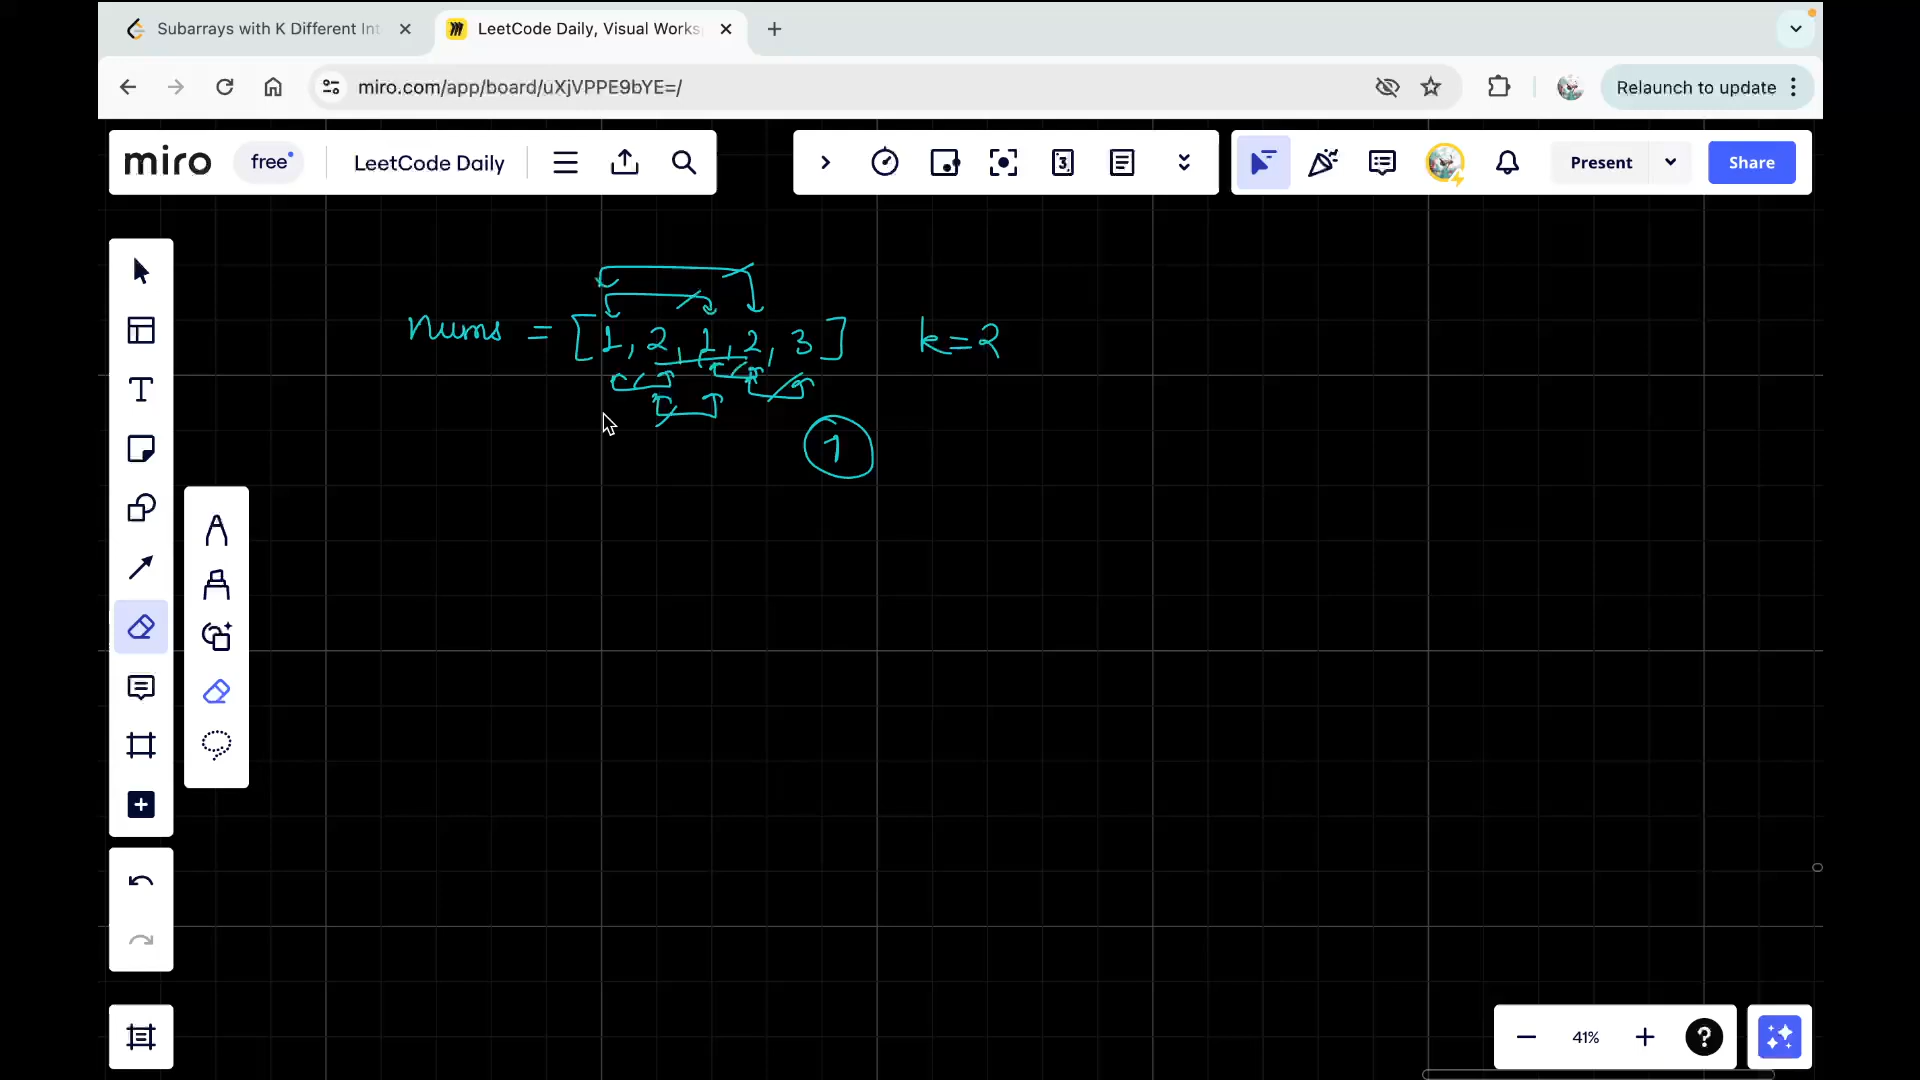 Subarrays with K Different Int
LeetCode Daily, Visual Works
miro.com/app/board/uXjVPPE9bYE=/
Relaunch to update
miro free LeetCode Daily
3
Present
Share
nums = [1, 2, 1, 2, 3] k=2
7
41%
?